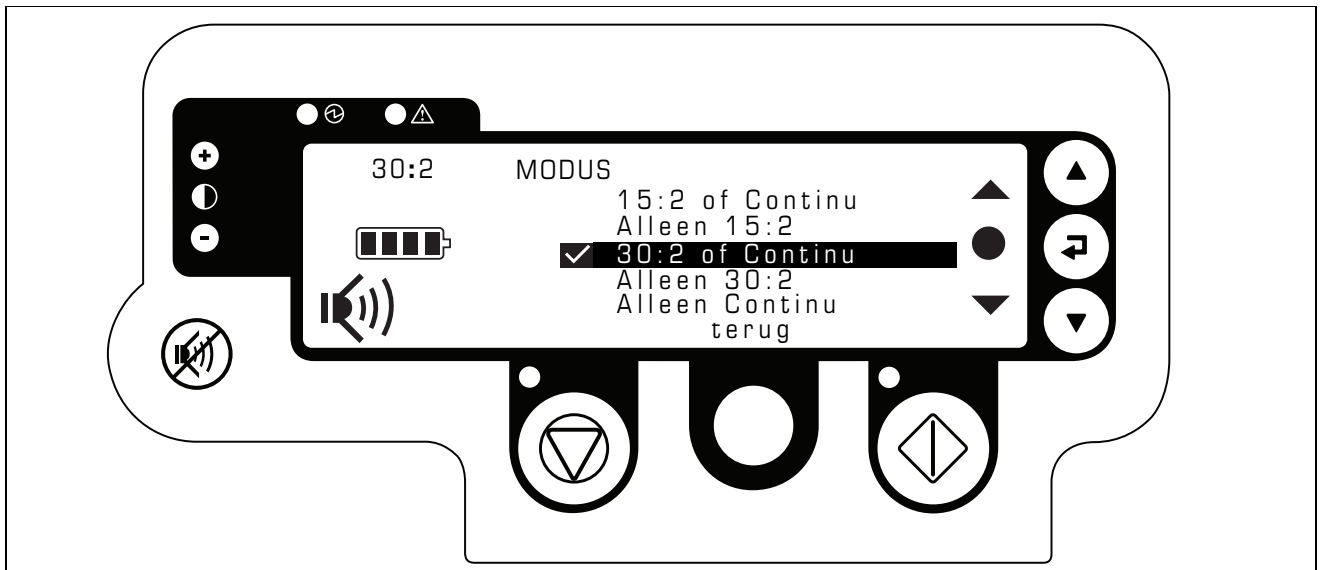 30:2
MODUS
15:2 of Continu
Alleen 15:2
30:2 of Continu
Alleen 30:2
Alleen Continu
terug